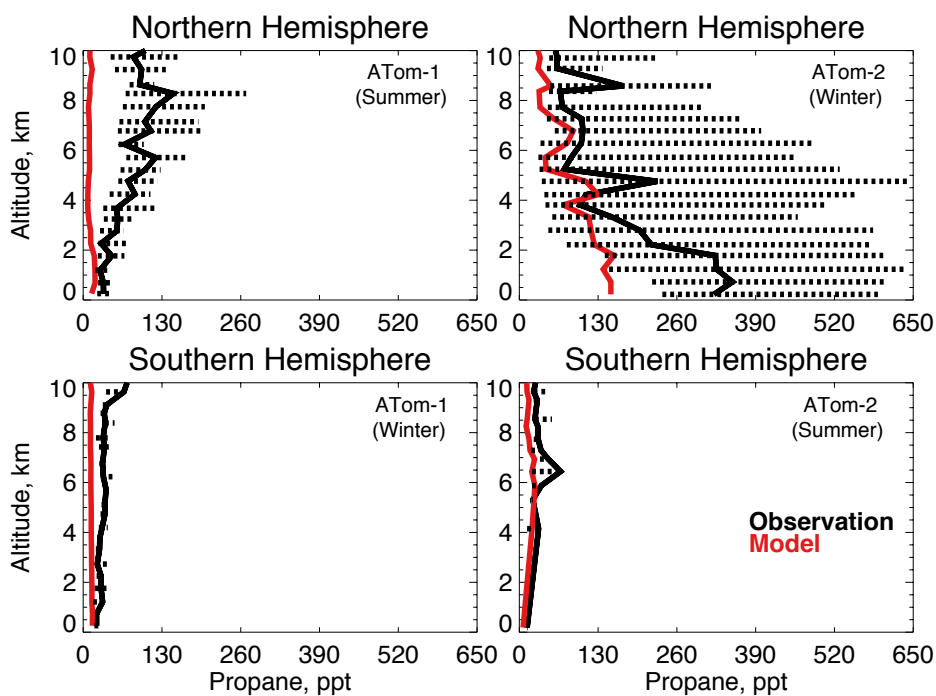 Northern Hemisphere
Northern Hemisphere
10
8
6
4
2
0
Altitude, km
ATom-1
(Summer)
0 130 260 390 520 650
10
8
6
4
2
0
ATom-2
(Winter)
0 130 260 390 520 650
Southern Hemisphere
Southern Hemisphere
10
8
6
4
2
0
Altitude, km
ATom-1
(Winter)
0 130 260 390 520 650
Propane, ppt
10
8
6
4
2
0
ATom-2
(Summer)
Observation
Model
0 130 260 390 520 650
Propane, ppt